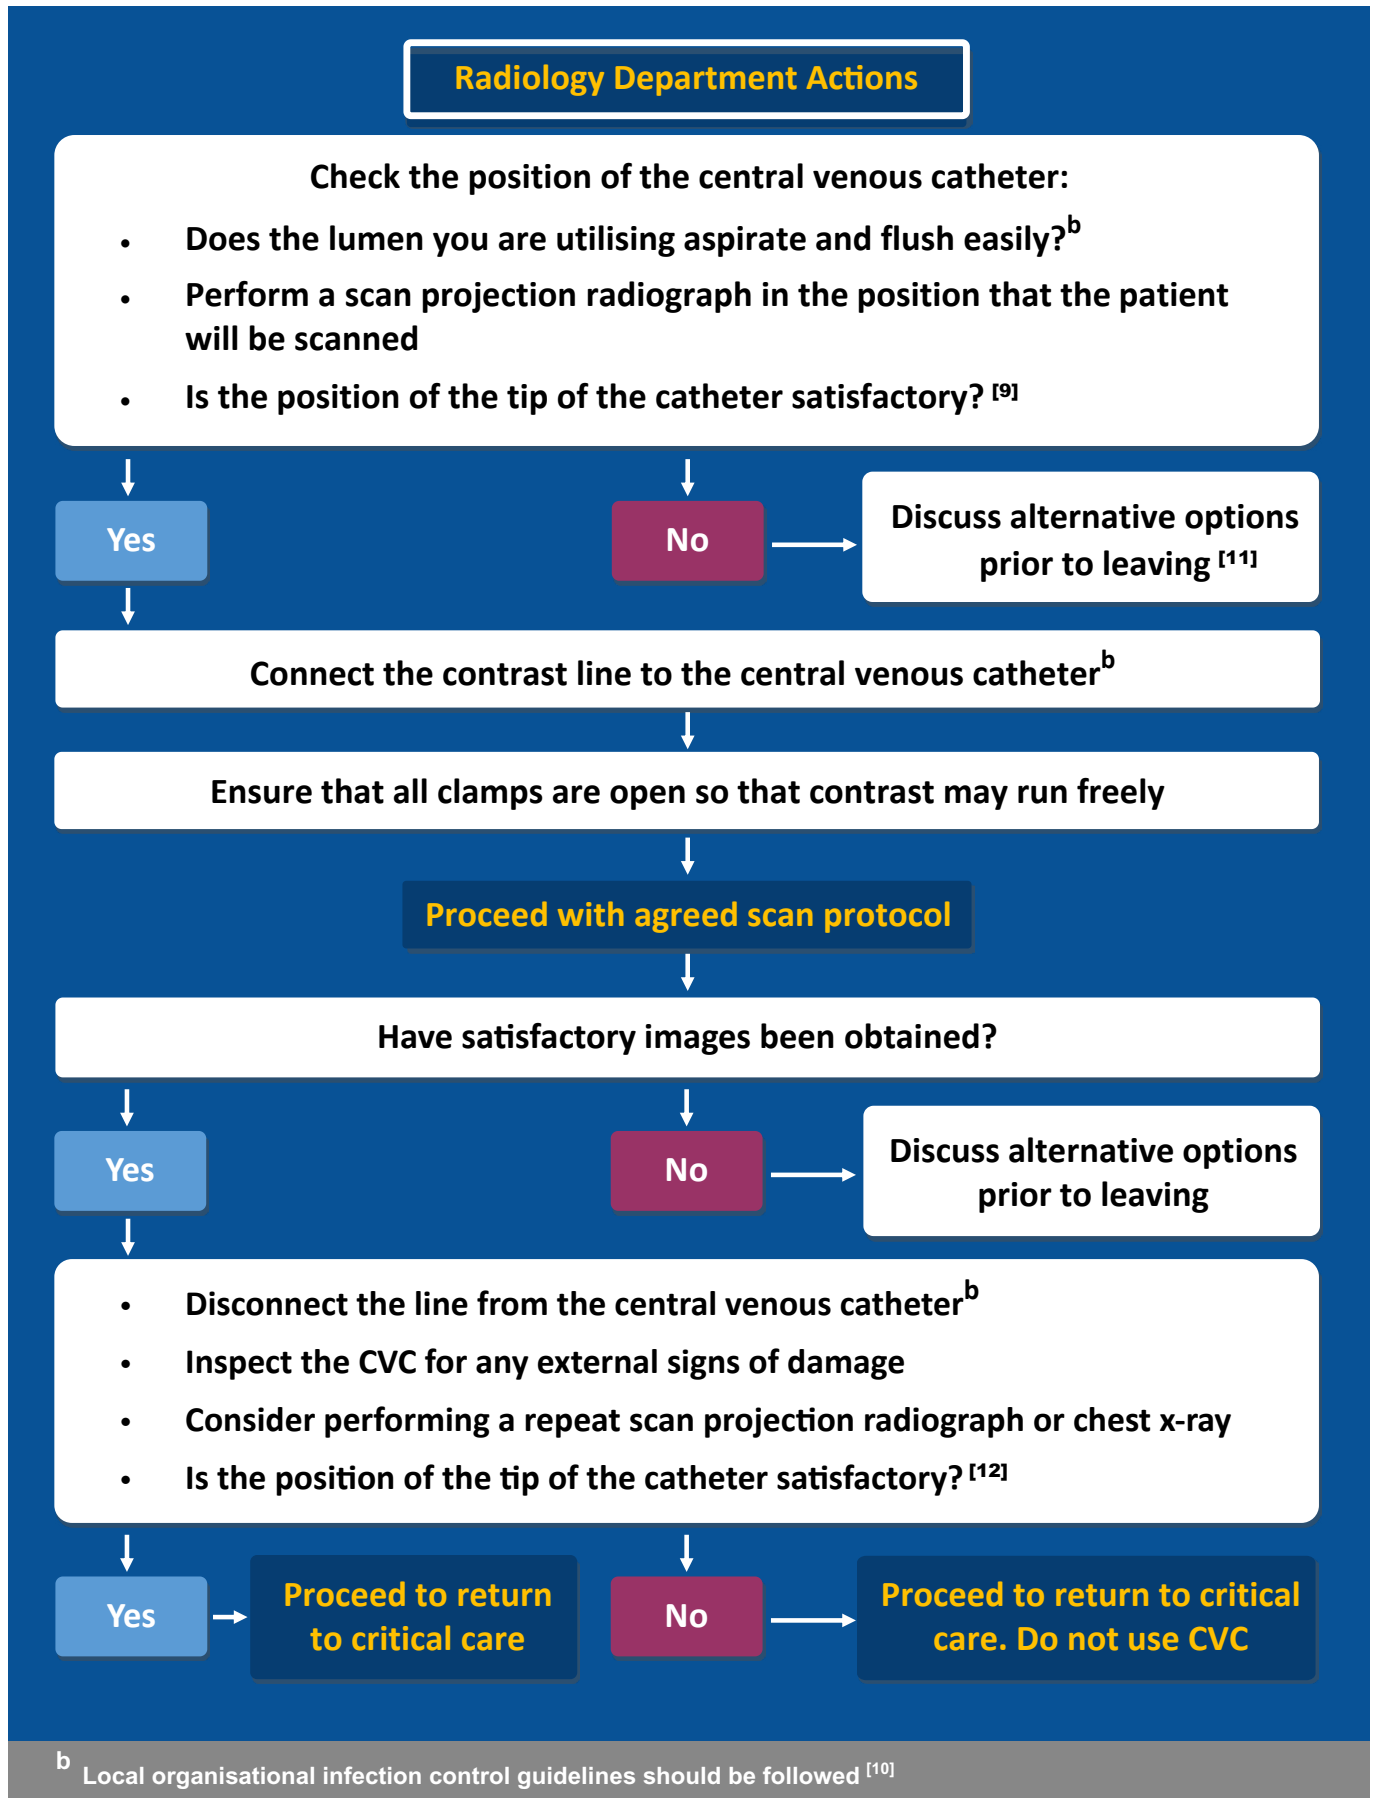 Radiology Department Actions
Check the position of the central venous catheter:
• Does the lumen you are utilising aspirate and flush easily?b
• Perform a scan projection radiograph in the position that the patient
will be scanned
• Is the position of the tip of the catheter satisfactory? [9]
Yes
No
Discuss alternative options
prior to leaving [11]
Connect the contrast line to the central venous catheterb
Ensure that all clamps are open so that contrast may run freely
Proceed with agreed scan protocol
Have satisfactory images been obtained?
Yes
No
Discuss alternative options
prior to leaving
• Disconnect the line from the central venous catheterb
• Inspect the CVC for any external signs of damage
• Consider performing a repeat scan projection radiograph or chest x-ray
• Is the position of the tip of the catheter satisfactory? [12]
Yes
Proceed to return
to critical care
No
Proceed to return to critical
care. Do not use CVC
b Local organisational infection control guidelines should be followed [10]